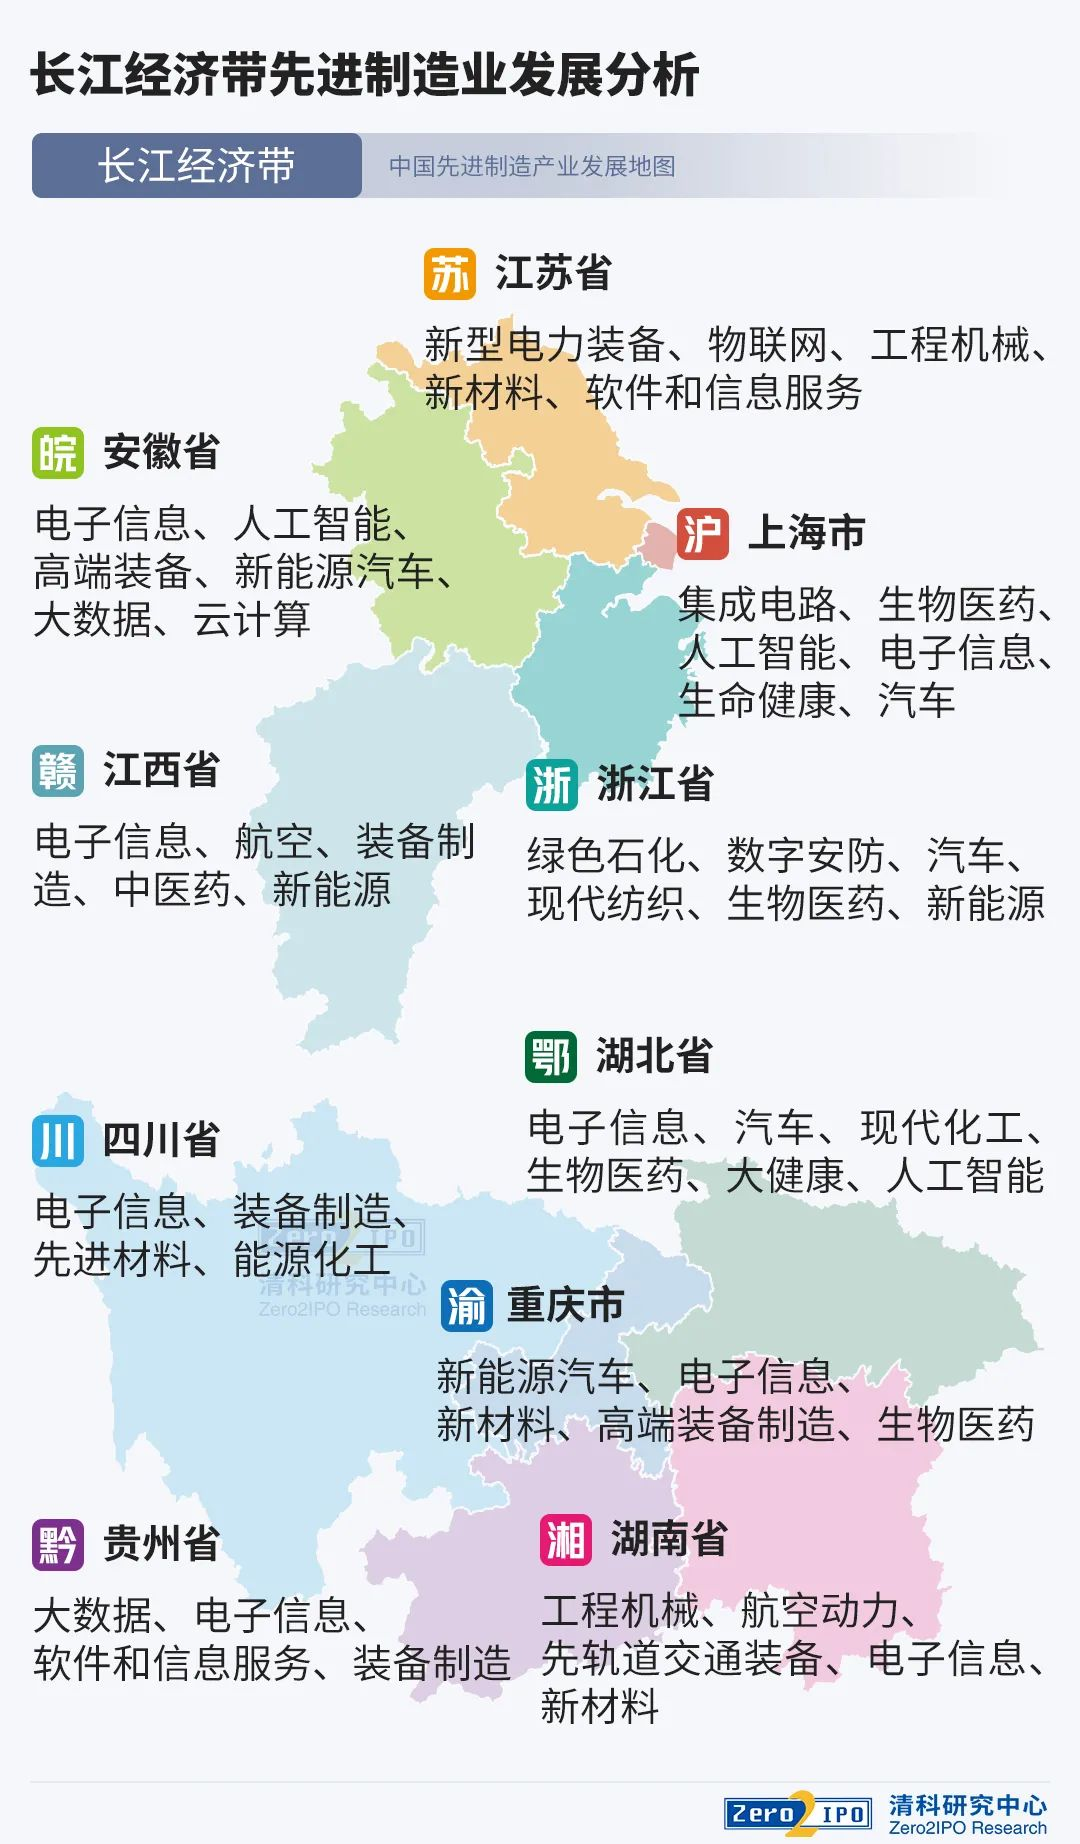 长江经济带先进制造业发展分析
长江经济带
中国先进制造产业发展地图
苏 江苏省
新型电力装备、物联网、工程机械、
新材料、软件和信息服务
皖 安徽省
电子信息、人工智能、
高端装备、新能源汽车、
大数据、云计算
沪 上海市
集成电路、生物医药、
人工智能、电子信息、
生命健康、汽车
赣 江西省
电子信息、航空、装备制
造、中医药、新能源
浙 浙江省
绿色石化、数字安防、汽车、
现代纺织、生物医药、新能源
鄂 湖北省
电子信息、汽车、现代化工、
生物医药、大健康、人工智能
川 四川省
电子信息、装备制造、
先进材料、能源化工
Zero2IPO
清科研究中心
Zero2IPO Research
渝 重庆市
新能源汽车、电子信息、
新材料、高端装备制造、生物医药
黔 贵州省
大数据、电子信息、
软件和信息服务、装备制造
湘 湖南省
工程机械、航空动力、
先轨道交通装备、电子信息、
新材料
Zero2IPO
清科研究中心
Zero2IPO Research